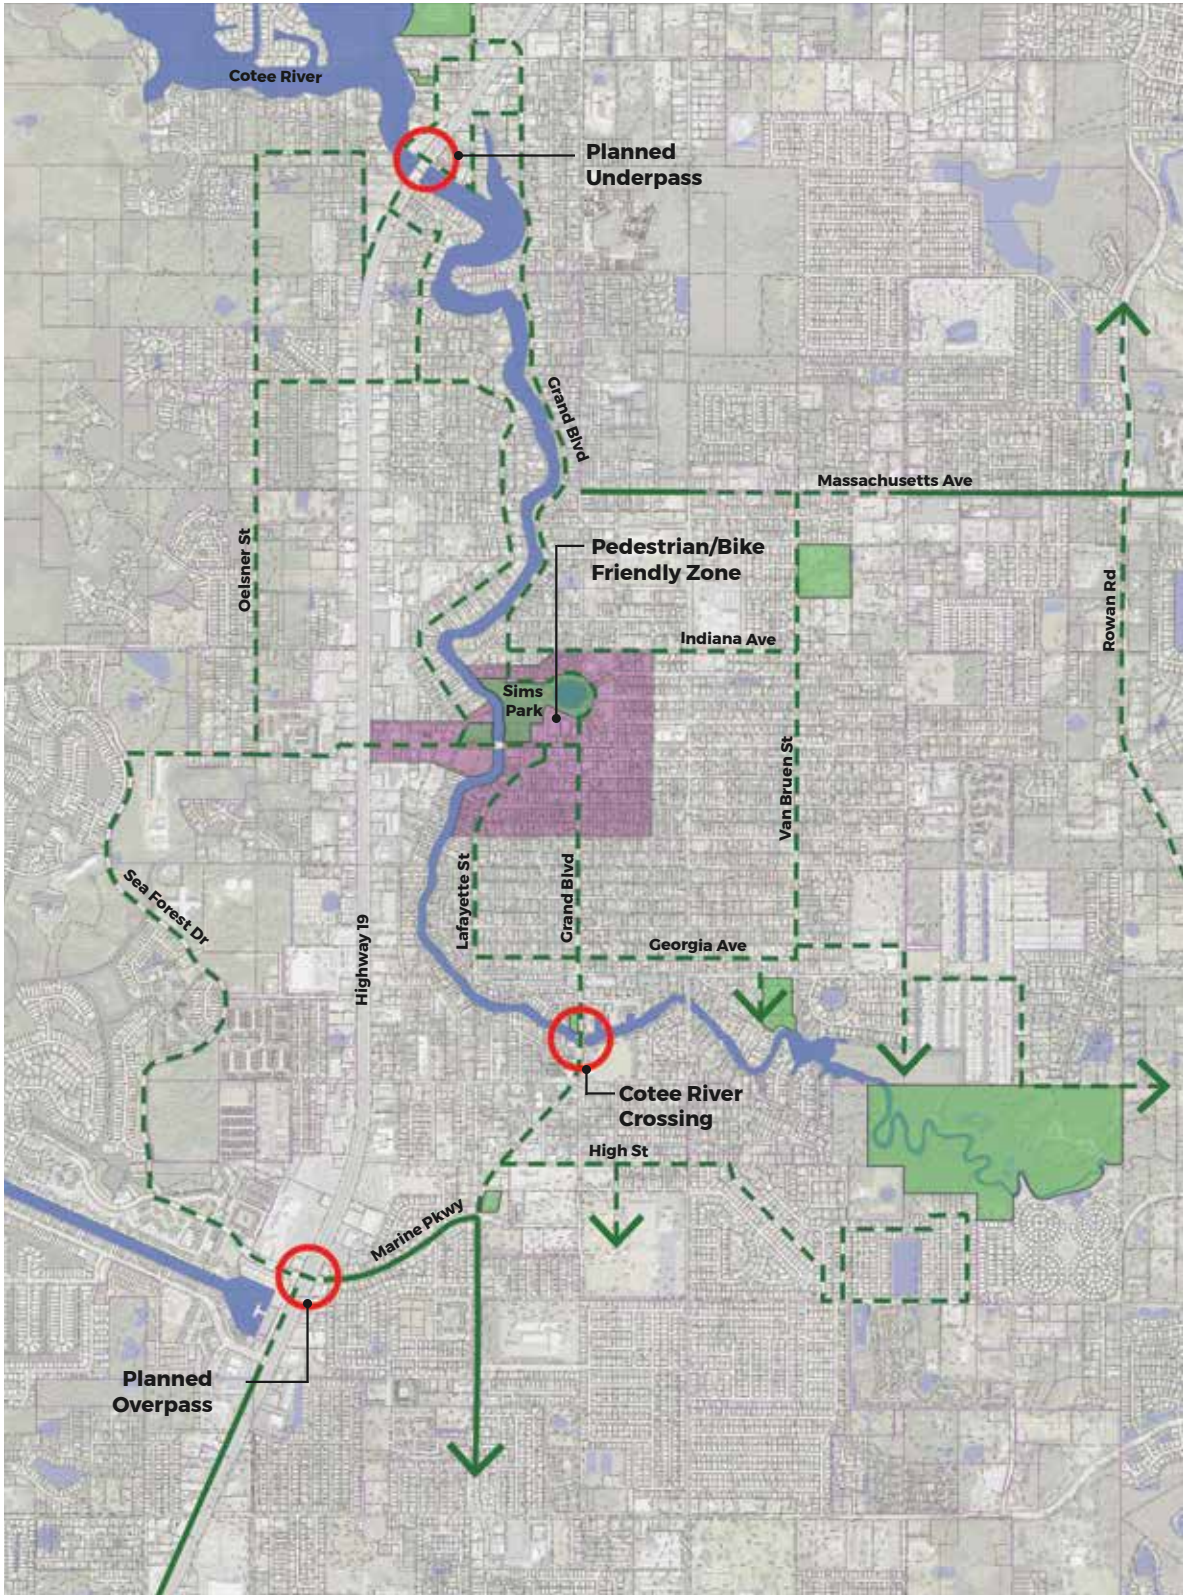 Cotee River
Planned
Underpass
Grand Blvd
Massachusetts Ave
Oelsner St
Pedestrian/Bike
Friendly Zone
Rowan Rd
Indiana Ave
Sims
Park
Van Bruen St
Sea Forest Dr
Highway 19
Lafayette St
Grand Blvd
Georgia Ave
Cotee River
Crossing
High St
Marine Pkwy
Planned
Overpass